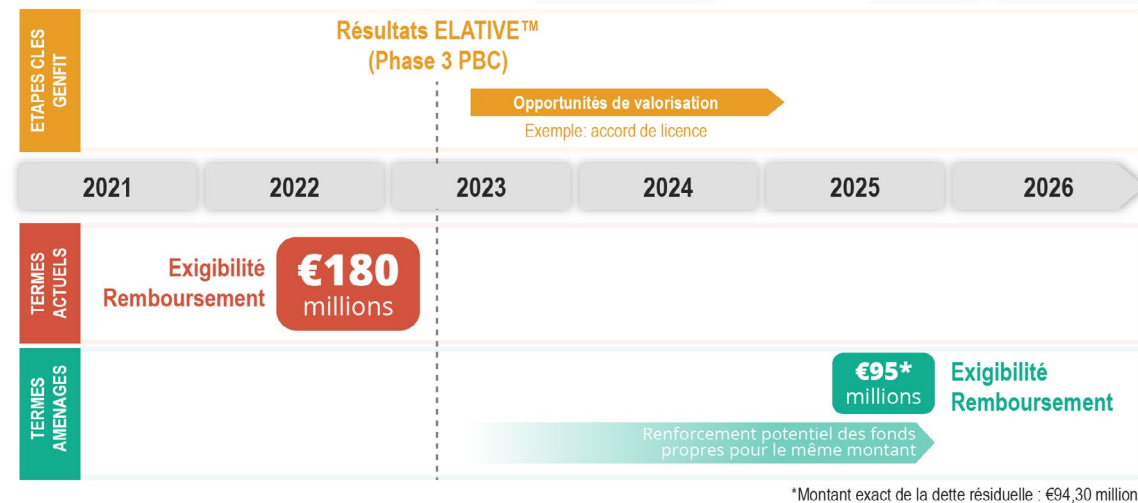 ETAPES CLES
GENFIT
Résultats ELATIVE™
(Phase 3 PBC)
Opportunités de valorisation
Exemple: accord de licence
2021
2022
2023
2024
2025
2026
TERMES
ACTUELS
Exigibilité
Remboursement
€180
millions
TERMES
AMENAGES
€95*
millions
Exigibilité
Remboursement
Renforcement potentiel des fonds
propres pour le même montant
*Montant exact de la dette résiduelle : €94,30 million